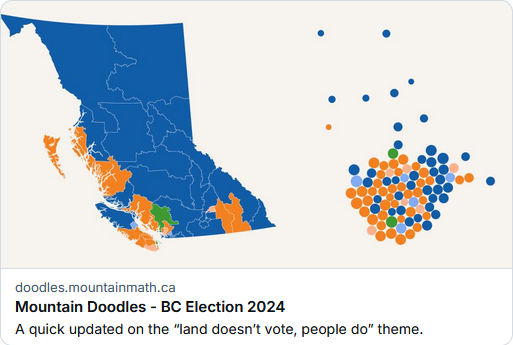 doodles.mountainmath.ca
Mountain Doodles - BC Election 2024
A quick updated on the “land doesn’t vote, people do” theme.